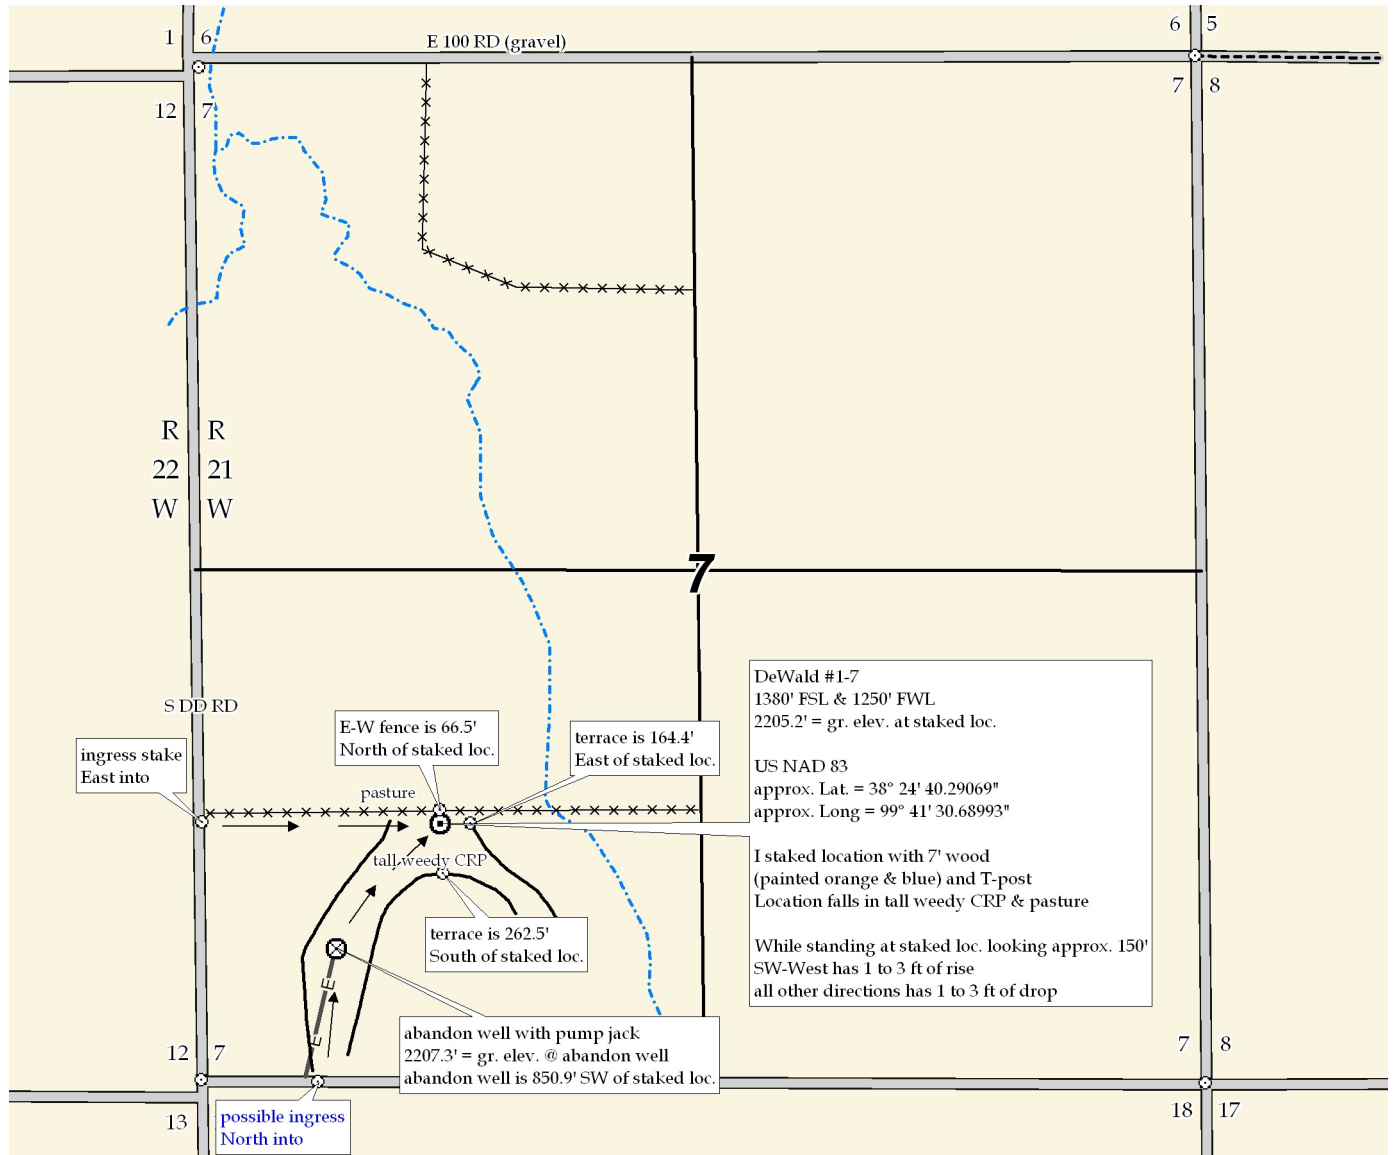 1 6
E 100 RD (gravel)
6 5
12 7
7 8
R R
22 21
W W
7
S DD RD
ingress stake
East into
E-W fence is 66.5'
North of staked loc.
terrace is 164.4'
East of staked loc.
pasture
tall weedy CRP
terrace is 262.5'
South of staked loc.
DeWald #1-7
1380' FSL & 1250' FWL
2205.2' = gr. elev. at staked loc.
US NAD 83
approx. Lat. = 38° 24' 40.29069"
approx. Long = 99° 41' 30.68993"
I staked location with 7' wood
(painted orange & blue) and T-post
Location falls in tall weedy CRP & pasture
While standing at staked loc. looking approx. 150'
SW-West has 1 to 3 ft of rise
all other directions has 1 to 3 ft of drop
E
E
abandon well with pump jack
2207.3' = gr. elev. @ abandon well
abandon well is 850.9' SW of staked loc.
12 7
7 8
13
18 17
possible ingress
North into